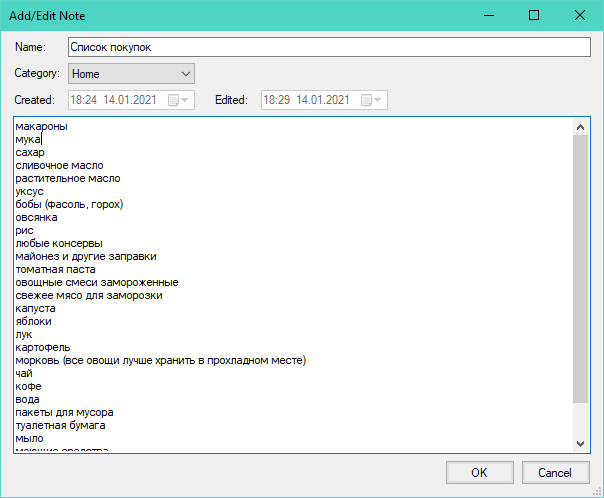 Add/Edit Note
Name: Список покупок
Category: Home
Created: 18:24 14.01.2021 Edited: 18:29 14.01.2021
макароны
мука
сахар
сливочное масло
растительное масло
уксус
бобы (фасоль, горох)
овсянка
рис
любые консервы
майонез и другие заправки
томатная паста
овощные смеси замороженные
свежее мясо для заморозки
капуста
яблоки
лук
картофель
морковь (все овощи лучше хранить в прохладном месте)
чай
кофе
вода
пакеты для мусора
туалетная бумага
мыло
моющие средства
OK Cancel